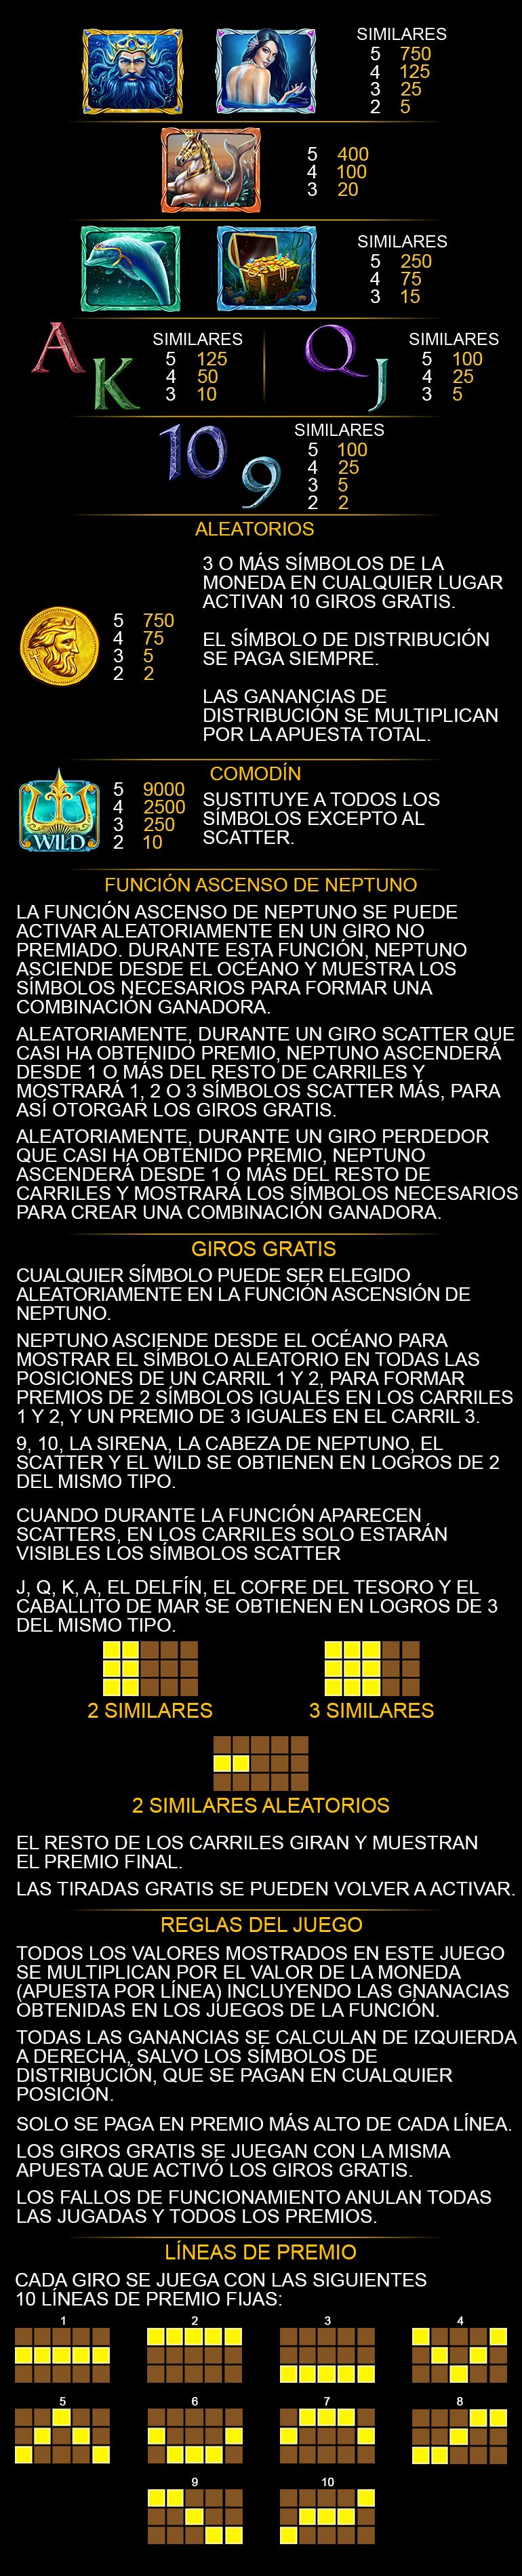 SIMILARES
5 750
4 125
3 25
2 5
5 400
4 100
3 20
SIMILARES
5 250
4 75
3 15
A K
SIMILARES
5 125
4 50
3 10
Q J
SIMILARES
5 100
4 25
3 5
10 9
SIMILARES
5 100
4 25
3 5
2 2
ALEATORIOS
5 750
4 75
3 5
2 2
3 O MÁS SÍMBOLOS DE LA
MONEDA EN CUALQUIER LUGAR
ACTIVAN 10 GIROS GRATIS.
EL SÍMBOLO DE DISTRIBUCIÓN
SE PAGA SIEMPRE.
LAS GANANCIAS DE
DISTRIBUCIÓN SE MULTIPLICAN
POR LA APUESTA TOTAL.
COMODÍN
WILD
5 9000
4 2500
3 250
2 10
SUSTITUYE A TODOS LOS
SÍMBOLOS EXCEPTO AL
SCATTER.
FUNCIÓN ASCENSO DE NEPTUNO
LA FUNCIÓN ASCENSO DE NEPTUNO SE PUEDE
ACTIVAR ALEATORIAMENTE EN UN GIRO NO
PREMIADO. DURANTE ESTA FUNCIÓN, NEPTUNO
ASCIENDE DESDE EL OCÉANO Y MUESTRA LOS
SÍMBOLOS NECESARIOS PARA FORMAR UNA
COMBINACIÓN GANADORA.
ALEATORIAMENTE, DURANTE UN GIRO SCATTER QUE
CASI HA OBTENIDO PREMIO, NEPTUNO ASCENDERÁ
DESDE 1 O MÁS DEL RESTO DE CARRILES Y
MOSTRARÁ 1, 2 O 3 SÍMBOLOS SCATTER MÁS, PARA
ASÍ OTORGAR LOS GIROS GRATIS.
ALEATORIAMENTE, DURANTE UN GIRO PERDEDOR
QUE CASI HA OBTENIDO PREMIO, NEPTUNO
ASCENDERÁ DESDE 1 O MÁS DEL RESTO DE
CARRILES Y MOSTRARÁ LOS SÍMBOLOS NECESARIOS
PARA CREAR UNA COMBINACIÓN GANADORA.
GIROS GRATIS
CUALQUIER SÍMBOLO PUEDE SER ELEGIDO
ALEATORIAMENTE EN LA FUNCIÓN ASCENSIÓN DE
NEPTUNO.
NEPTUNO ASCIENDE DESDE EL OCÉANO PARA
MOSTRAR EL SÍMBOLO ALEATORIO EN TODAS LAS
POSICIONES DE UN CARRIL 1 Y 2, PARA FORMAR
PREMIOS DE 2 SÍMBOLOS IGUALES EN LOS CARRILES
1 Y 2, Y UN PREMIO DE 3 IGUALES EN EL CARRIL 3.
9, 10, LA SIRENA, LA CABEZA DE NEPTUNO, EL
SCATTER Y EL WILD SE OBTIENEN EN LOGROS DE 2
DEL MISMO TIPO.
CUANDO DURANTE LA FUNCIÓN APARECEN
SCATTERS, EN LOS CARRILES SOLO ESTARÁN
VISIBLES LOS SÍMBOLOS SCATTER
J, Q, K, A, EL DELFÍN, EL COFRE DEL TESORO Y EL
CABALLITO DE MAR SE OBTIENEN EN LOGROS DE 3
DEL MISMO TIPO.
2 SIMILARES
3 SIMILARES
2 SIMILARES ALEATORIOS
EL RESTO DE LOS CARRILES GIRAN Y MUESTRAN
EL PREMIO FINAL.
LAS TIRADAS GRATIS SE PUEDEN VOLVER A ACTIVAR.
REGLAS DEL JUEGO
TODOS LOS VALORES MOSTRADOS EN ESTE JUEGO
SE MULTIPLICAN POR EL VALOR DE LA MONEDA
(APUESTA POR LÍNEA) INCLUYENDO LAS GNANACIAS
OBTENIDAS EN LOS JUEGOS DE LA FUNCIÓN.
TODAS LAS GANANCIAS SE CALCULAN DE IZQUIERDA
A DERECHA, SALVO LOS SÍMBOLOS DE
DISTRIBUCIÓN, QUE SE PAGAN EN CUALQUIER
POSICIÓN.
SOLO SE PAGA EN PREMIO MÁS ALTO DE CADA LÍNEA.
LOS GIROS GRATIS SE JUEGAN CON LA MISMA
APUESTA QUE ACTIVÓ LOS GIROS GRATIS.
LOS FALLOS DE FUNCIONAMIENTO ANULAN TODAS
LAS JUGADAS Y TODOS LOS PREMIOS.
LÍNEAS DE PREMIO
CADA GIRO SE JUEGA CON LAS SIGUIENTES
10 LÍNEAS DE PREMIO FIJAS:
1 2 3 4
5 6 7 8
9 10